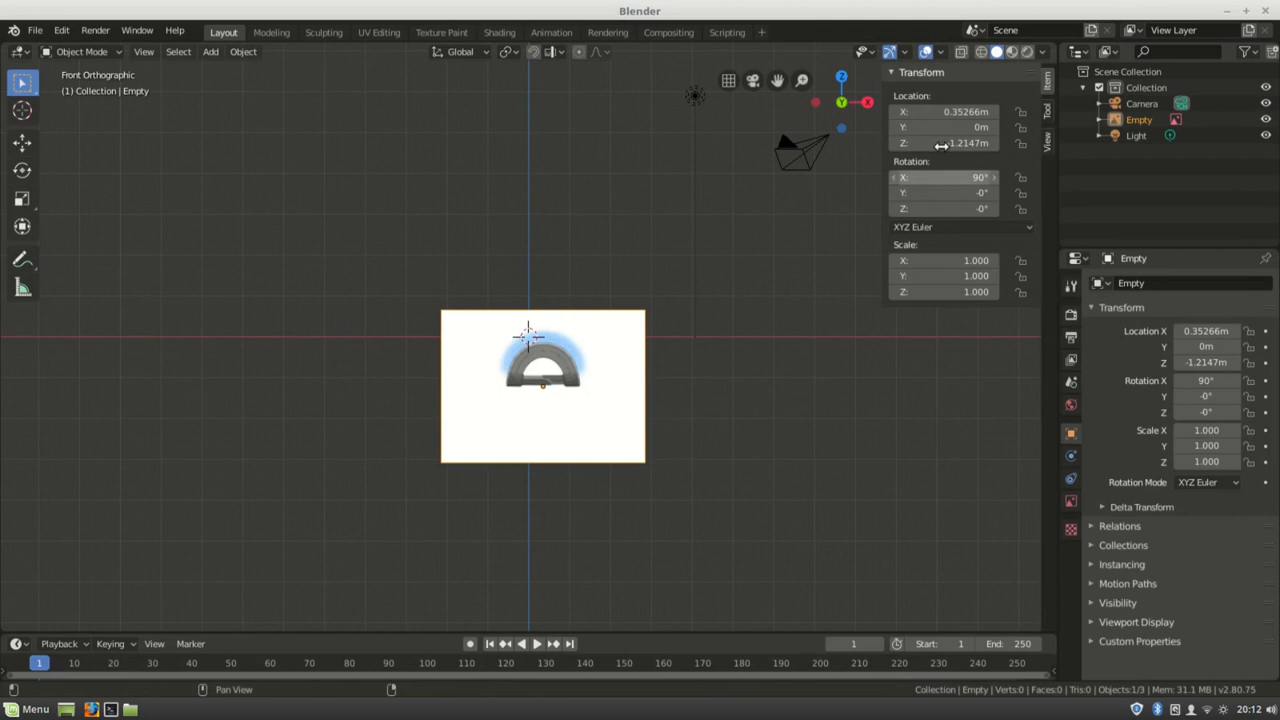 Blender
File Edit Render Window Help Layout Modeling Sculpting UV Editing Texture Paint Shading Animation Rendering Compositing Scripting + Scene View Layer
Object Mode View Select Add Object Global
Front Orthographic
(1) Collection | Empty
Z
Y
X
Transform
Location:
X: 0.35266m
Y: 0m
Z: -1.2147m
Rotation:
X: 90°
Y: -0°
Z: -0°
XYZ Euler
Scale:
X: 1.000
Y: 1.000
Z: 1.000
Item
Tool
View
Scene Collection
Collection
Camera
Empty
Light
Empty
Empty
Transform
Location X 0.35266m
Y 0m
Z -1.2147m
Rotation X 90°
Y -0°
Z -0°
Scale X 1.000
Y 1.000
Z 1.000
Rotation Mode XYZ Euler
Delta Transform
Relations
Collections
Instancing
Motion Paths
Visibility
Viewport Display
Custom Properties
Playback Keying View Marker 1 Start: 1 End: 250
1 10 20 30 40 50 60 70 80 90 100 110 120 130 140 150 160 170 180 190 200 210 220 230 240 250
Pan View Collection | Empty | Verts:0 | Faces:0 | Tris:0 | Objects:1/3 | Mem: 31.1 MB | v2.80.75
Menu 20:12